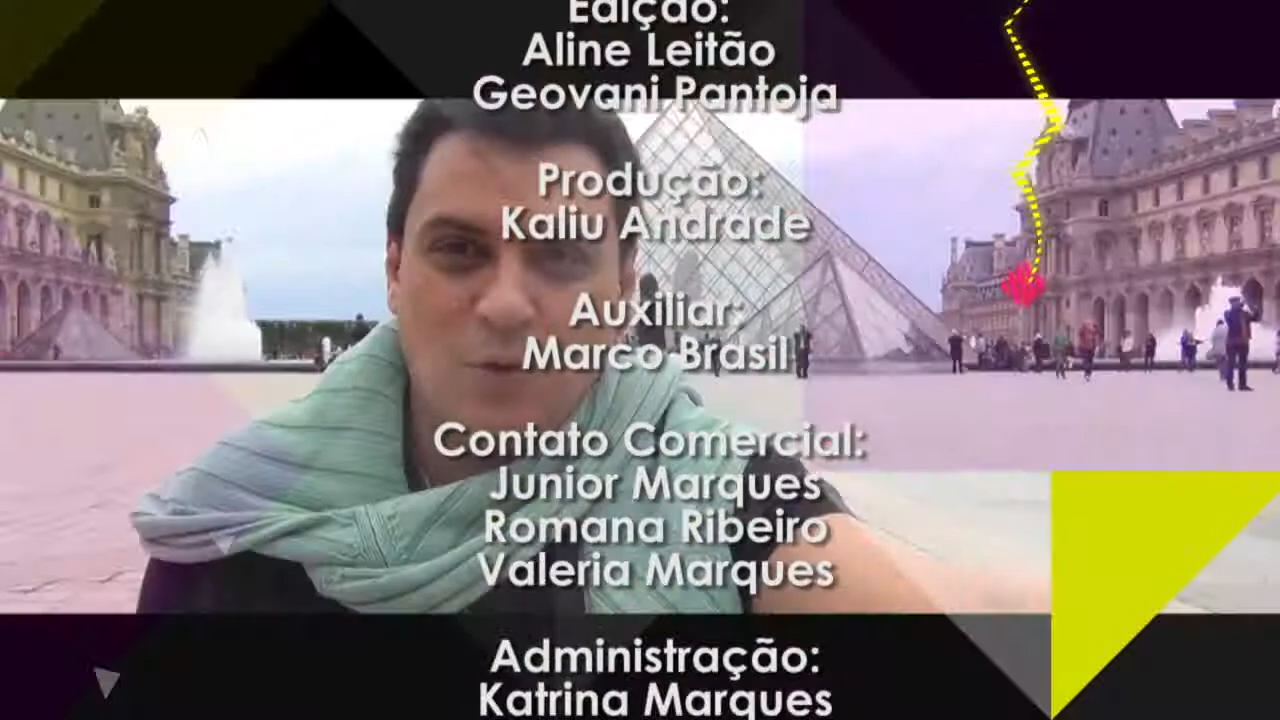 Edição:
Aline Leitão
Geovani Pantoja
Produção:
Kaliu Andrade
Auxiliar:
Marco Brasil
Contato Comercial:
Junior Marques
Romana Ribeiro
Valeria Marques
Administração:
Katrina Marques